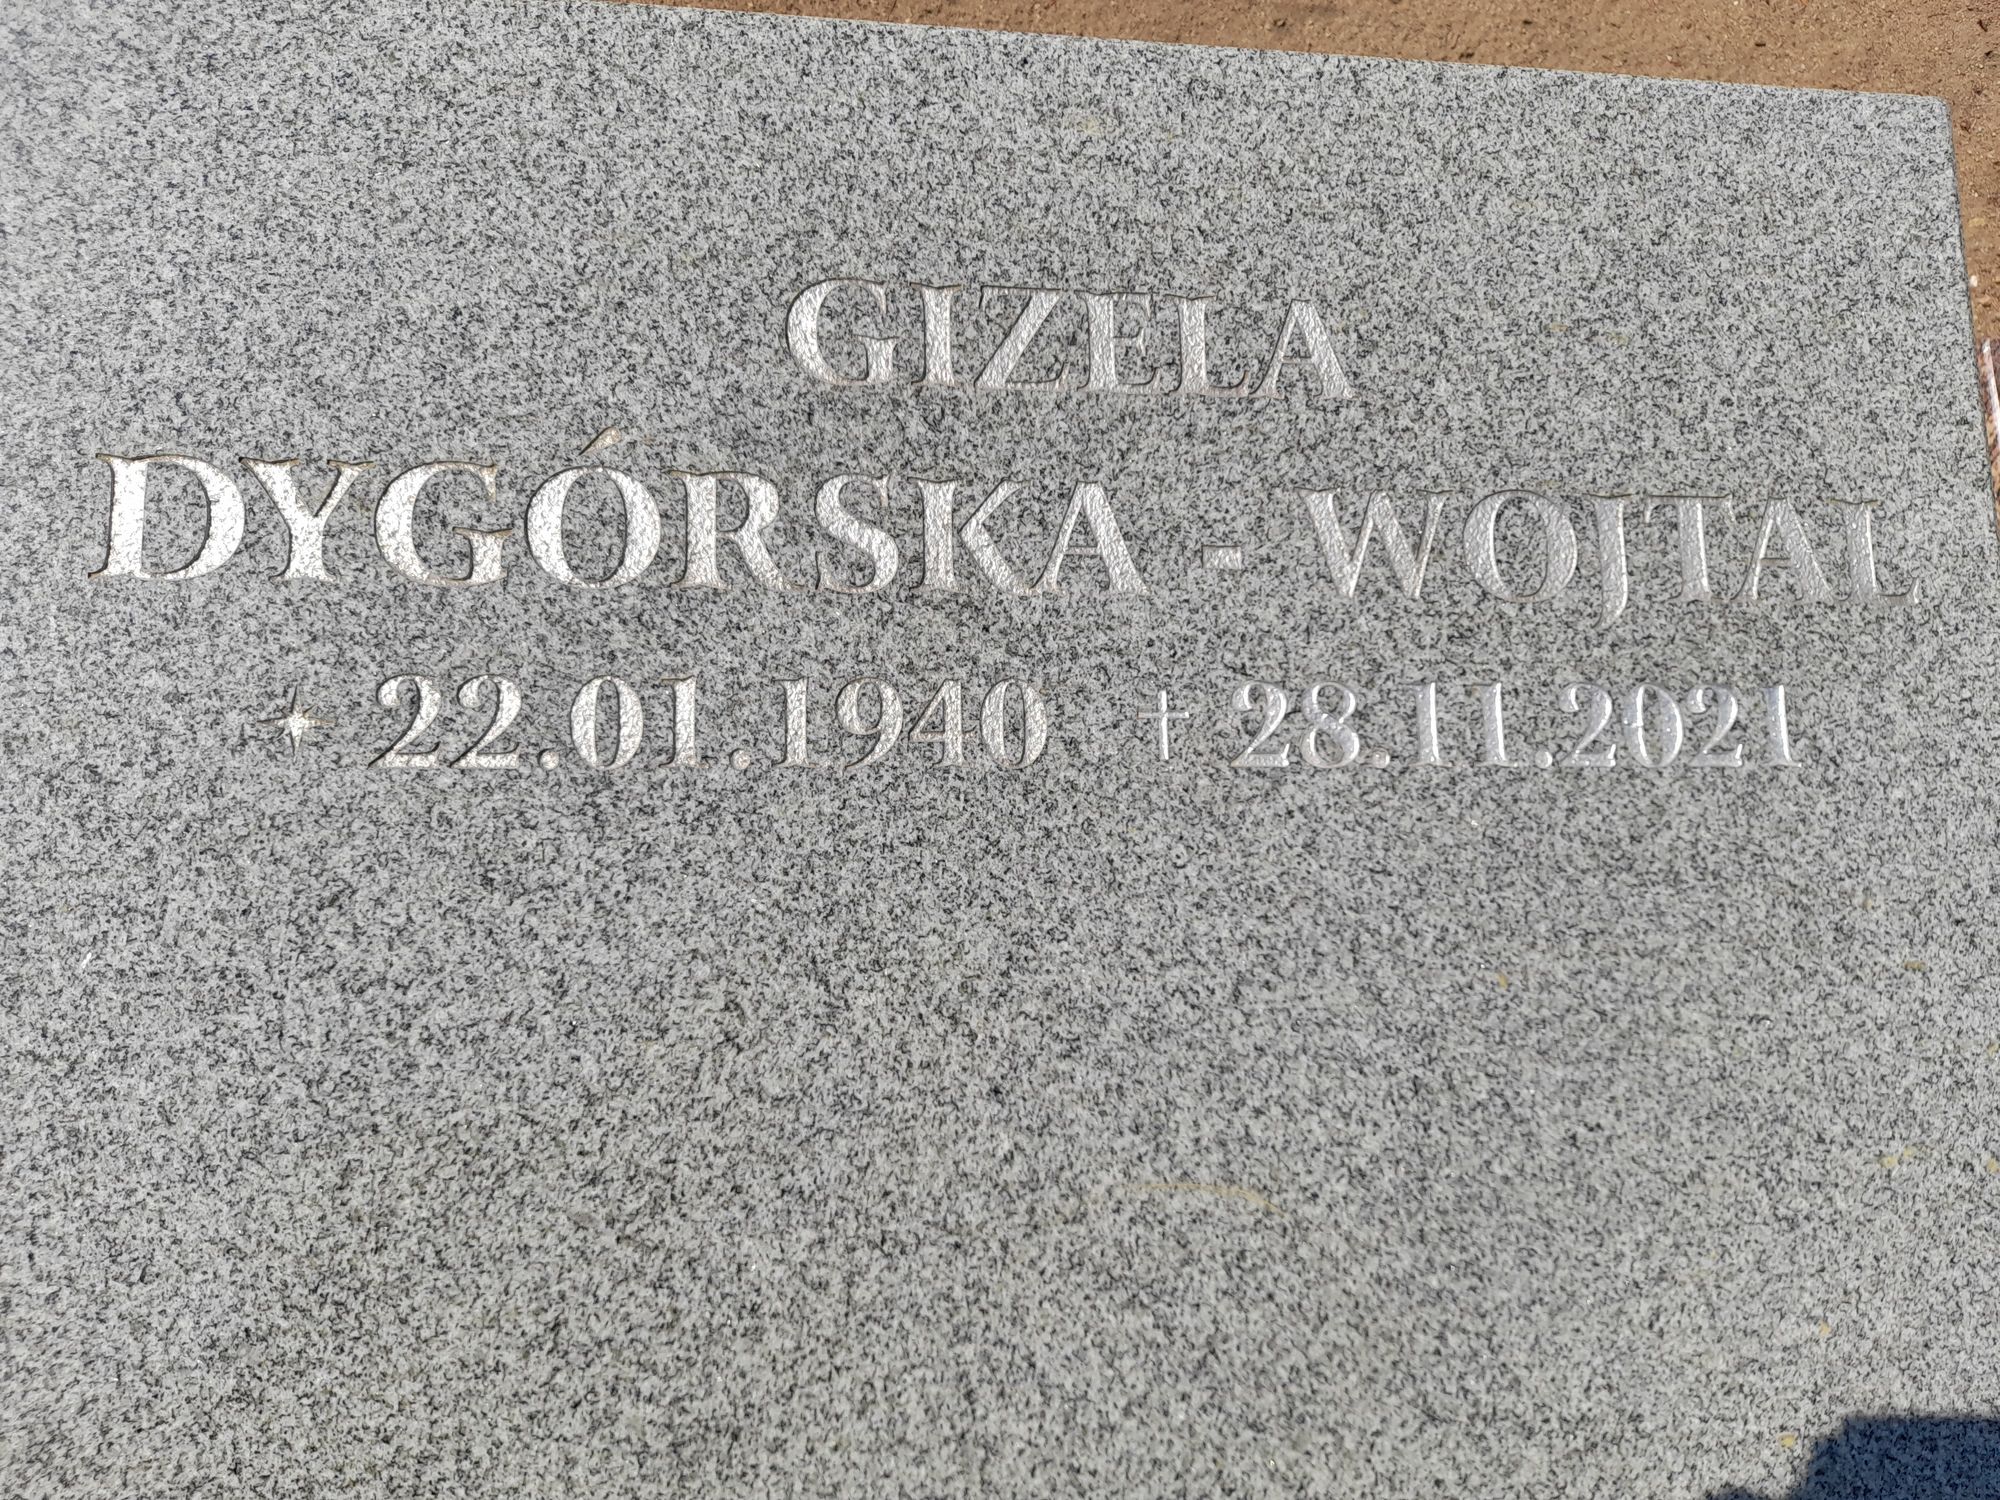 GIZELA
DYGÓRSKA - WOJTAL
✶ 22.01.1940 † 28.11.2021